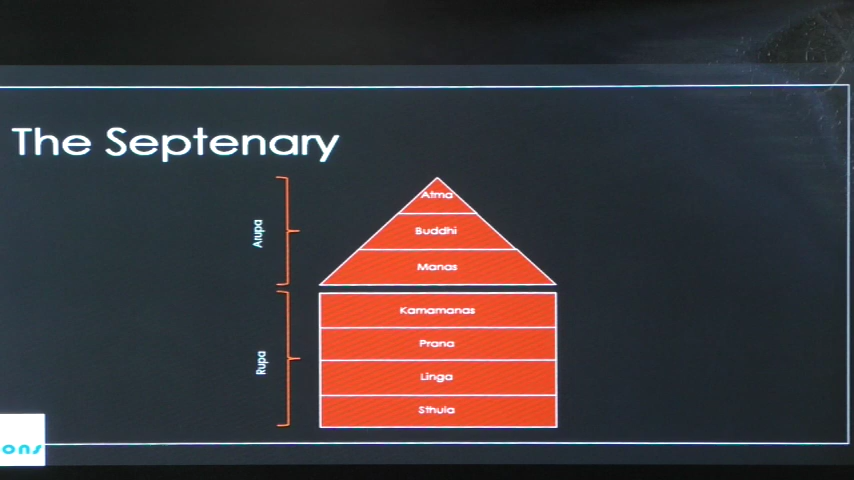 The Septenary
Atma
Buddhi
Manas
Arupa
Kamamanas
Prana
Linga
Sthula
Rupa
ons